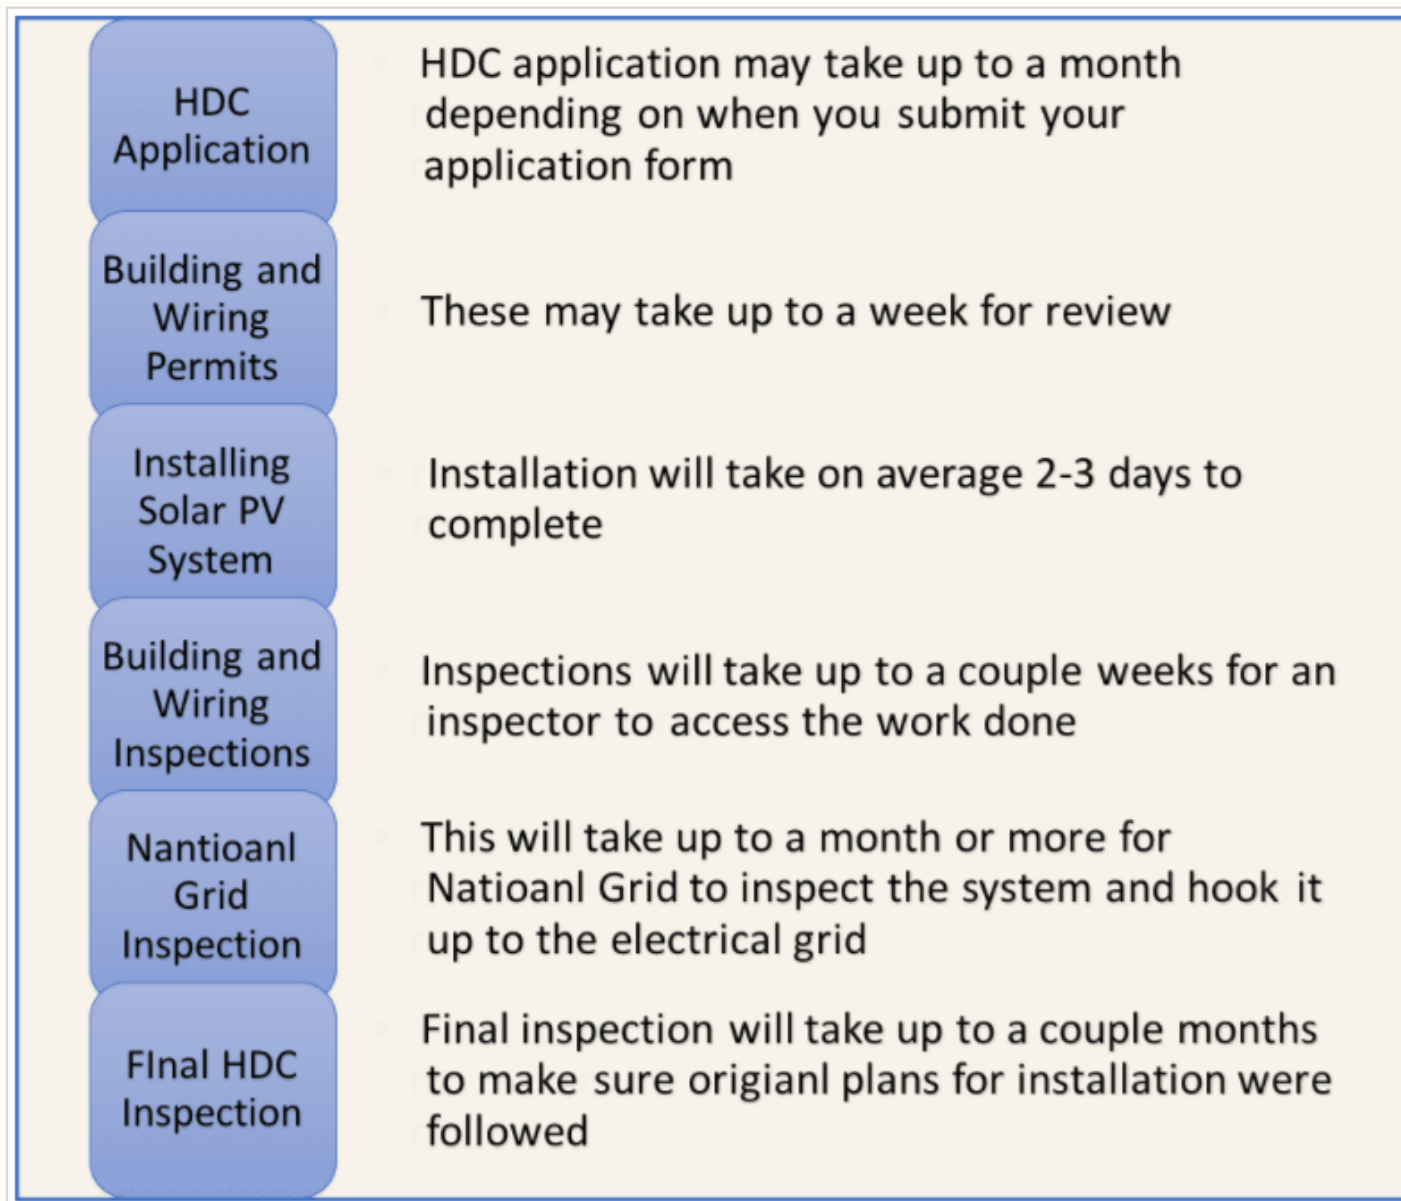 HDC
Application
HDC application may take up to a month
depending on when you submit your
application form
Building and
Wiring
Permits
These may take up to a week for review
Installing
Solar PV
System
Installation will take on average 2-3 days to
complete
Building and
Wiring
Inspections
Inspections will take up to a couple weeks for an
inspector to access the work done
Nantioanl
Grid
Inspection
This will take up to a month or more for
Natioanl Grid to inspect the system and hook it
up to the electrical grid
FInal HDC
Inspection
Final inspection will take up to a couple months
to make sure origianl plans for installation were
followed